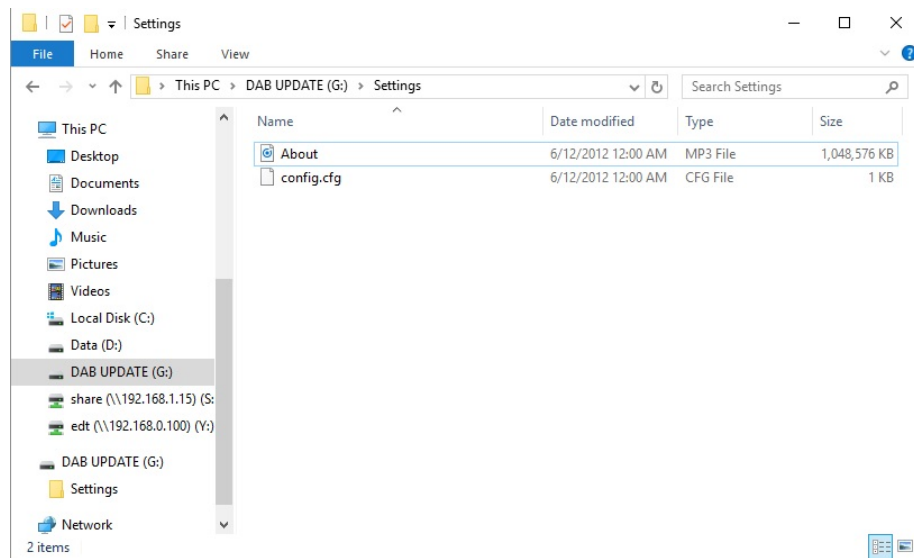 Settings
File Home Share View
This PC > DAB UPDATE (G:) > Settings
Search Settings
This PC
Desktop
Documents
Downloads
Music
Pictures
Videos
Local Disk (C:)
Data (D:)
DAB UPDATE (G:)
share (\\192.168.1.15) (S:
edt (\\192.168.0.100) (Y:)
DAB UPDATE (G:)
Settings
Network
Name Date modified Type Size
About 6/12/2012 12:00 AM MP3 File 1,048,576 KB
config.cfg 6/12/2012 12:00 AM CFG File 1 KB
2 items